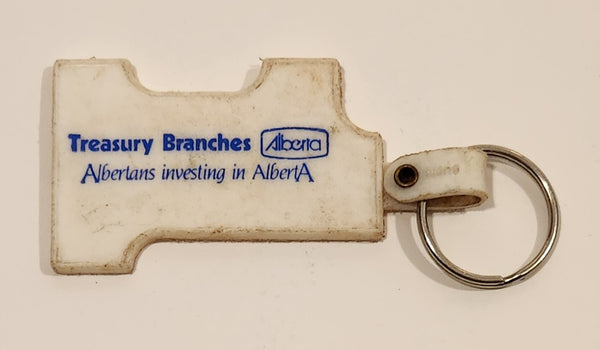 Treasury Branches Alberta
Albertans investing in AlbertA